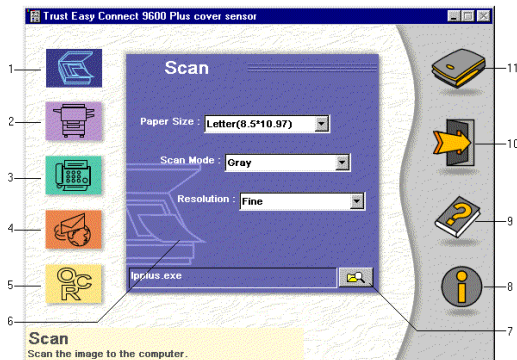 Trust Easy Connect 9600 Plus cover sensor
1
Scan
11
Paper Size : Letter(8.5*10.97)
2
10
Scan Mode : Gray
3
Resolution : Fine
9
4
OCR
5
Ipplus.exe
8
6
7
Scan
Scan the image to the computer.